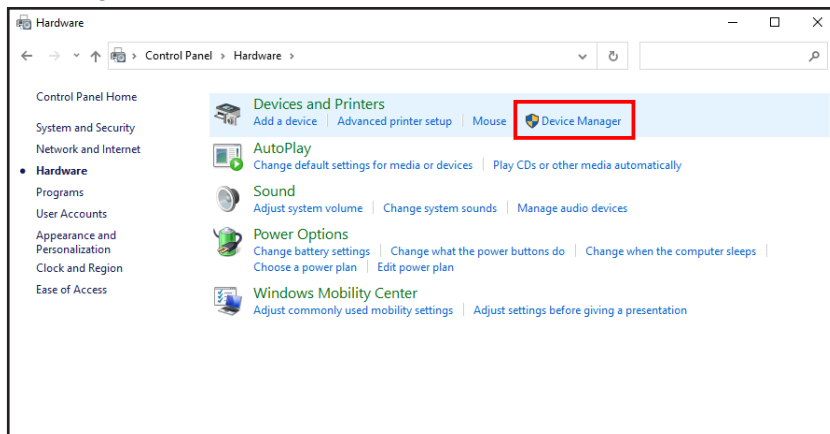 Hardware
Control Panel > Hardware >
Control Panel Home
System and Security
Network and Internet
Hardware
Programs
User Accounts
Appearance and
Personalization
Clock and Region
Ease of Access
Devices and Printers
Add a device | Advanced printer setup | Mouse | Device Manager
AutoPlay
Change default settings for media or devices | Play CDs or other media automatically
Sound
Adjust system volume | Change system sounds | Manage audio devices
Power Options
Change battery settings | Change what the power buttons do | Change when the computer sleeps |
Choose a power plan | Edit power plan
Windows Mobility Center
Adjust commonly used mobility settings | Adjust settings before giving a presentation